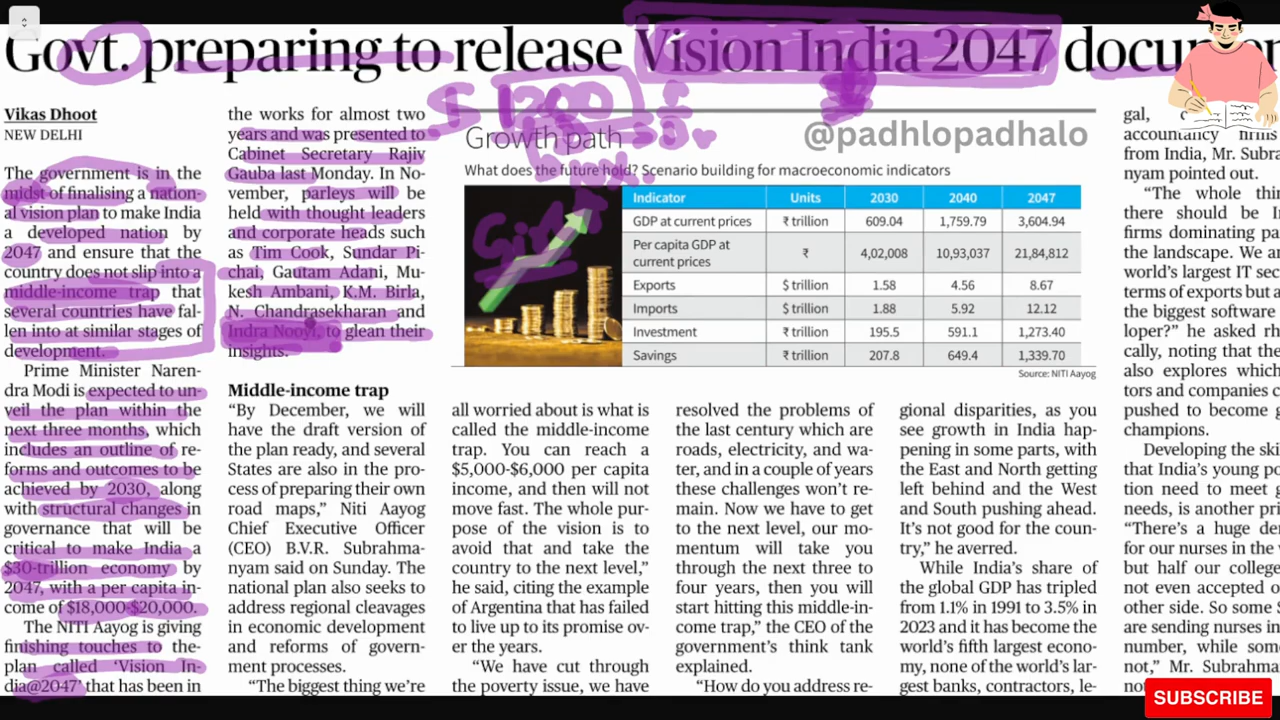 Govt. preparing to release Vision India 2047
Vikas Dhoot
NEW DELHI
The government is in the
midst of finalising a nation-
al vision plan to make India
a developed nation by
2047 and ensure that the
country does not slip into a
middle-income trap that
several countries have fal-
len into at similar stages of
development.
Prime Minister Naren-
dra Modi is expected to un-
veil the plan within the
next three months, which
includes an outline of re-
forms and outcomes to be
achieved by 2030, along
with structural changes in
governance that will be
critical to make India a
$30-trillion economy by
2047, with a per capita in-
come of $18,000-$20,000.
The NITI Aayog is giving
finishing touches to the-
plan called ‘Vision In-
dia@2047’ that has been in
the works for almost two
years and was presented to
Cabinet Secretary Rajiv
Gauba last Monday. In No-
vember, parleys will be
held with thought leaders
and corporate heads such
as Tim Cook, Sundar Pi-
chai, Gautam Adani, Mu-
kesh Ambani, K.M. Birla,
N. Chandrasekharan and
Indra Nooyi, to glean their
insights.
Middle-income trap
“By December, we will
have the draft version of
the plan ready, and several
States are also in the pro-
cess of preparing their own
road maps,” Niti Aayog
Chief Executive Officer
(CEO) B.V.R. Subrahma-
nyam said on Sunday. The
national plan also seeks to
address regional cleavages
in economic development
and reforms of govern-
ment processes.
“The biggest thing we’re
$ 1200
Growth path
@padhlopadhalo
What does the future hold? Scenario building for macroeconomic indicators
Indicator Units 2030 2040 2047
GDP at current prices ₹ trillion 609.04 1,759.79 3,604.94
Per capita GDP at
current prices ₹ 4,02,008 10,93,037 21,84,812
Exports $ trillion 1.58 4.56 8.67
Imports $ trillion 1.88 5.92 12.12
Investment ₹ trillion 195.5 591.1 1,273.40
Savings ₹ trillion 207.8 649.4 1,339.70
Source: NITI Aayog
all worried about is what is
called the middle-income
trap. You can reach a
$5,000-$6,000 per capita
income, and then will not
move fast. The whole pur-
pose of the vision is to
avoid that and take the
country to the next level,”
he said, citing the example
of Argentina that has failed
to live up to its promise ov-
er the years.
“We have cut through
the poverty issue, we have
resolved the problems of
the last century which are
roads, electricity, and wa-
ter, and in a couple of years
these challenges won’t re-
main. Now we have to get
to the next level, our mo-
mentum will take you
through the next three to
four years, then you will
start hitting this middle-in-
come trap,” the CEO of the
government’s think tank
explained.
“How do you address re-
gional disparities, as you
see growth in India hap-
pening in some parts, with
the East and North getting
left behind and the West
and South pushing ahead.
It’s not good for the coun-
try,” he averred.
While India’s share of
the global GDP has tripled
from 1.1% in 1991 to 3.5% in
2023 and it has become the
world’s fifth largest econo-
my, none of the world’s lar-
gest banks, contractors, le-
gal,
accountancy firms
from India, Mr. Subra
nyam pointed out.
“The whole thin
there should be I
firms dominating pa
the landscape. We a
world’s largest IT sec
terms of exports but a
the biggest software
loper?” he asked rh
cally, noting that the
also explores which
tors and companies c
pushed to become g
champions.
Developing the ski
that India’s young po
tion need to meet g
needs, is another pri
“There’s a huge de
for our nurses in the
but half our college
not even accepted o
other side. So some S
are sending nurses in
number, while som
not,” Mr. Subrahma
SUBSCRIBE